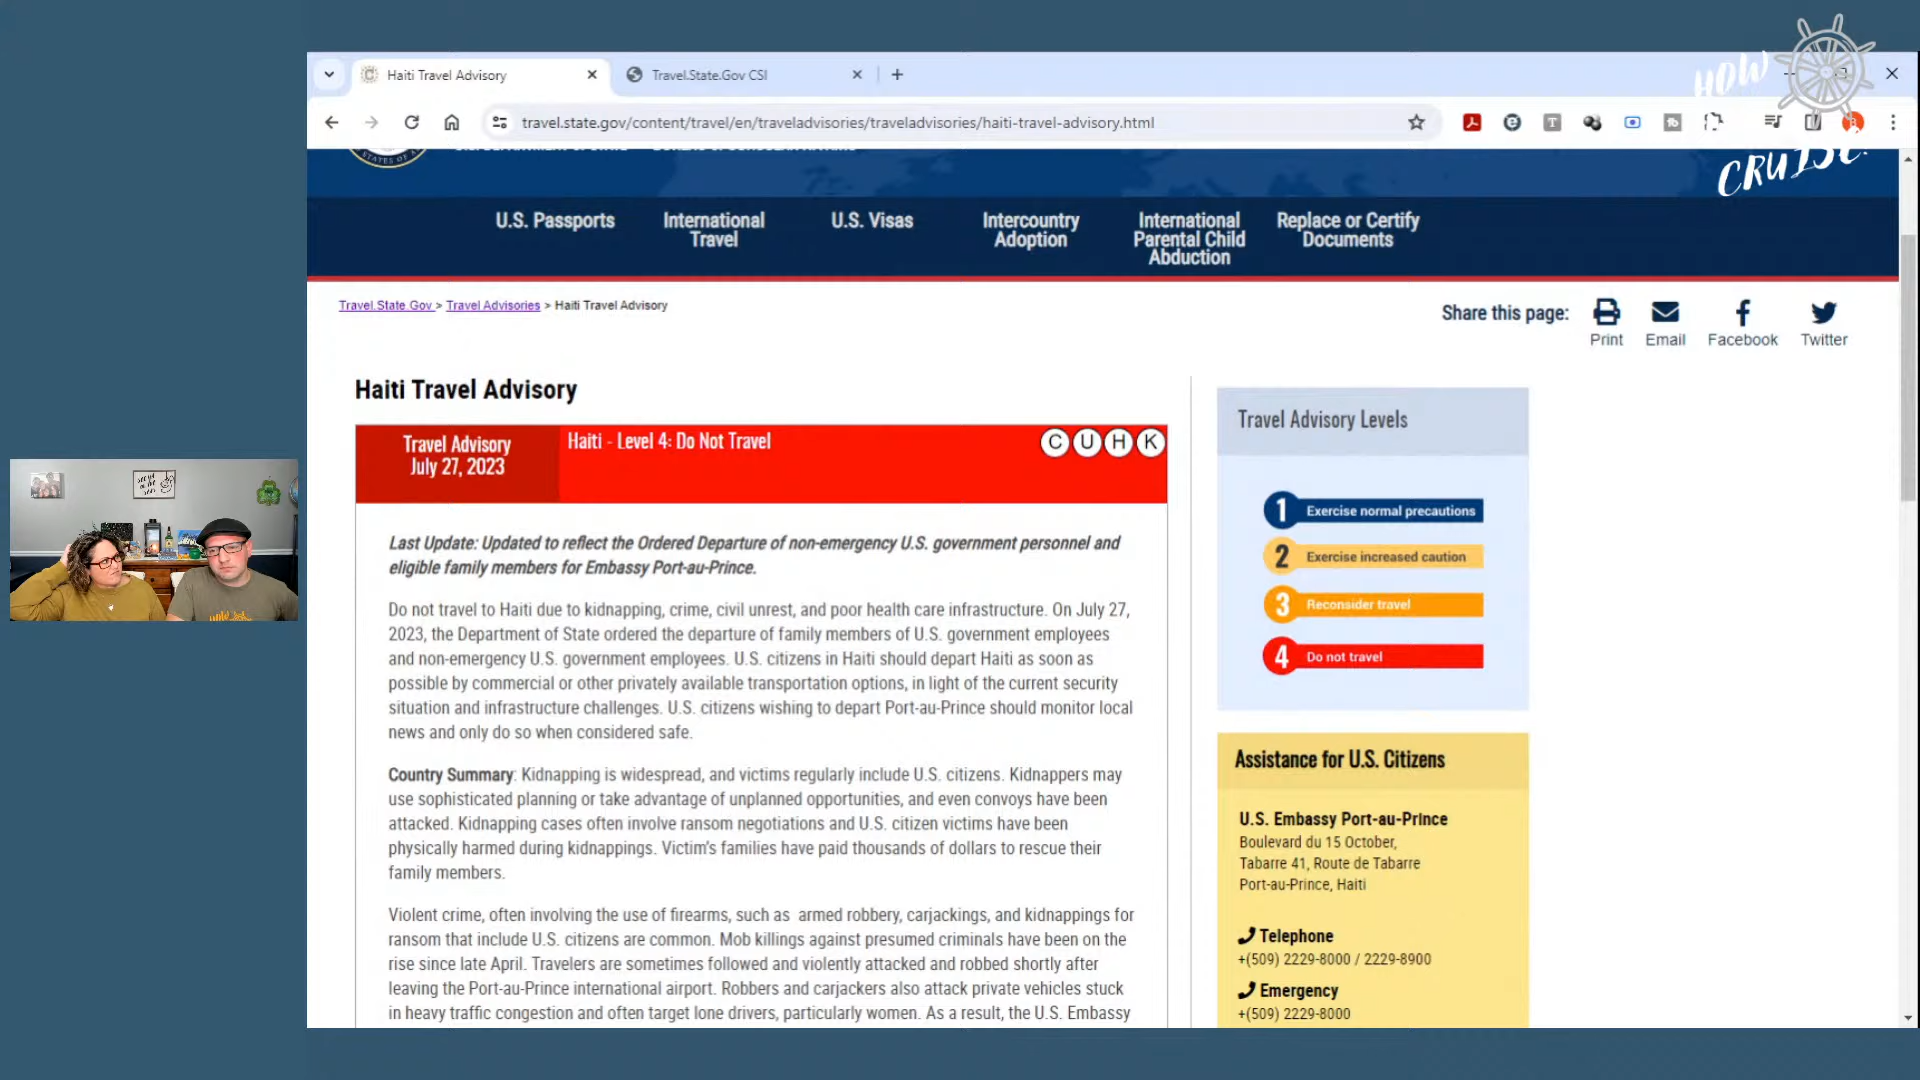 Haiti Travel Advisory
Travel.State.Gov CSI
HOW
travel.state.gov/content/travel/en/traveladvisories/traveladvisories/haiti-travel-advisory.html
CRUISE!
STATES OF
U.S. Passports
International
Travel
U.S. Visas
Intercountry
Adoption
International
Parental Child
Abduction
Replace or Certify
Documents
Travel.State.Gov > Travel Advisories > Haiti Travel Advisory
Share this page:
Print
Email
Facebook
Twitter
Haiti Travel Advisory
Travel Advisory
July 27, 2023
Haiti - Level 4: Do Not Travel
C U H K
Last Update: Updated to reflect the Ordered Departure of non-emergency U.S. government personnel and
eligible family members for Embassy Port-au-Prince.
Do not travel to Haiti due to kidnapping, crime, civil unrest, and poor health care infrastructure. On July 27,
2023, the Department of State ordered the departure of family members of U.S. government employees
and non-emergency U.S. government employees. U.S. citizens in Haiti should depart Haiti as soon as
possible by commercial or other privately available transportation options, in light of the current security
situation and infrastructure challenges. U.S. citizens wishing to depart Port-au-Prince should monitor local
news and only do so when considered safe.
Country Summary: Kidnapping is widespread, and victims regularly include U.S. citizens. Kidnappers may
use sophisticated planning or take advantage of unplanned opportunities, and even convoys have been
attacked. Kidnapping cases often involve ransom negotiations and U.S. citizen victims have been
physically harmed during kidnappings. Victim's families have paid thousands of dollars to rescue their
family members.
Violent crime, often involving the use of firearms, such as armed robbery, carjackings, and kidnappings for
ransom that include U.S. citizens are common. Mob killings against presumed criminals have been on the
rise since late April. Travelers are sometimes followed and violently attacked and robbed shortly after
leaving the Port-au-Prince international airport. Robbers and carjackers also attack private vehicles stuck
in heavy traffic congestion and often target lone drivers, particularly women. As a result, the U.S. Embassy
Travel Advisory Levels
1 Exercise normal precautions
2 Exercise increased caution
3 Reconsider travel
4 Do not travel
Assistance for U.S. Citizens
U.S. Embassy Port-au-Prince
Boulevard du 15 October,
Tabarre 41, Route de Tabarre
Port-au-Prince, Haiti
Telephone
+(509) 2229-8000 / 2229-8900
Emergency
+(509) 2229-8000